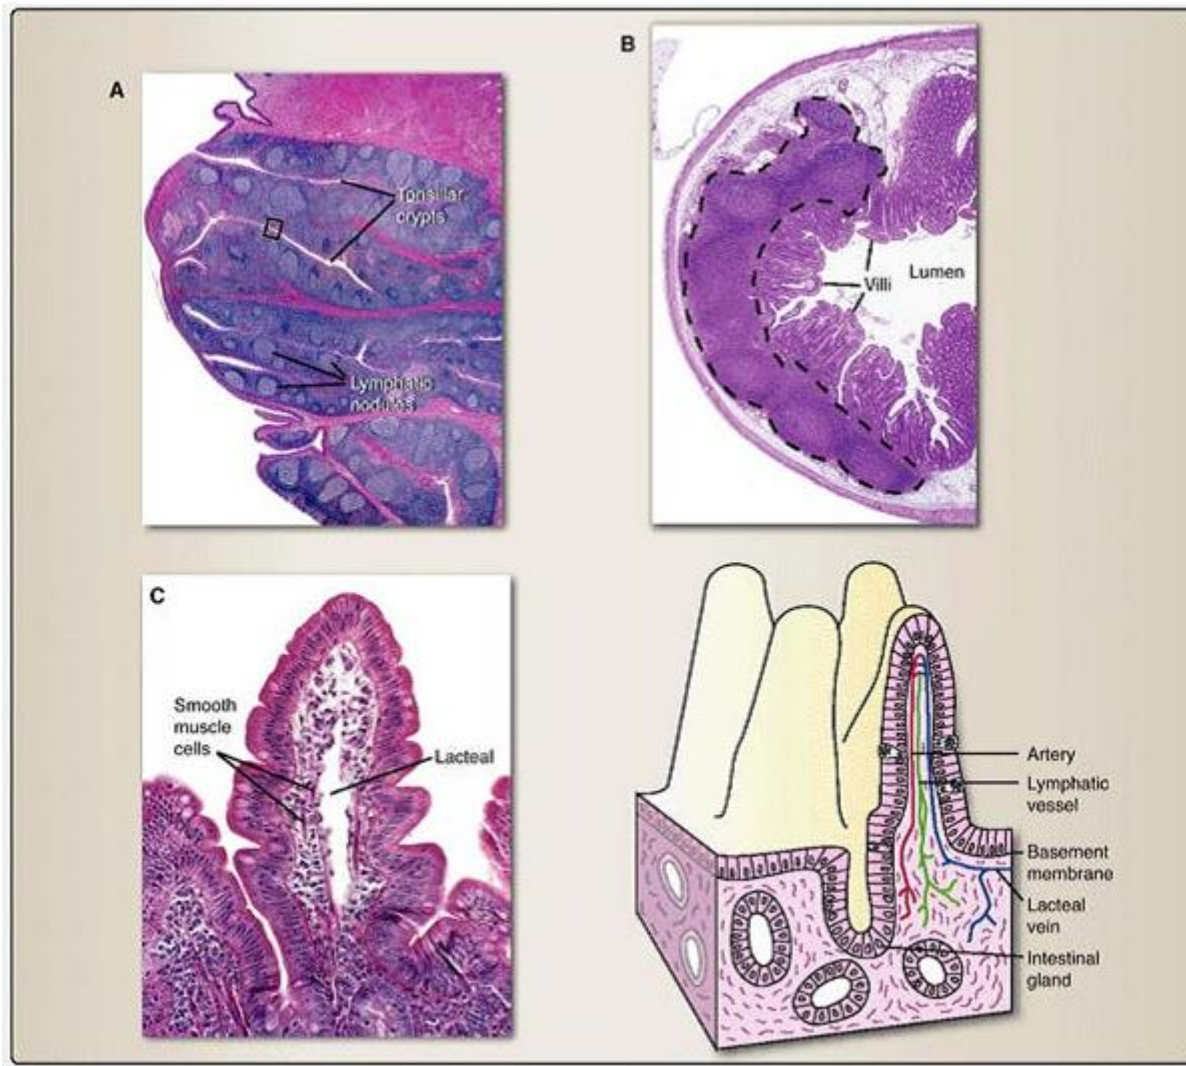 A
Tonsillar
crypts
Lymphatic
nodules
B
Villi
Lumen
C
Smooth
muscle
cells
Lacteal
Artery
Lymphatic
vessel
Basement
membrane
Lacteal
vein
Intestinal
gland